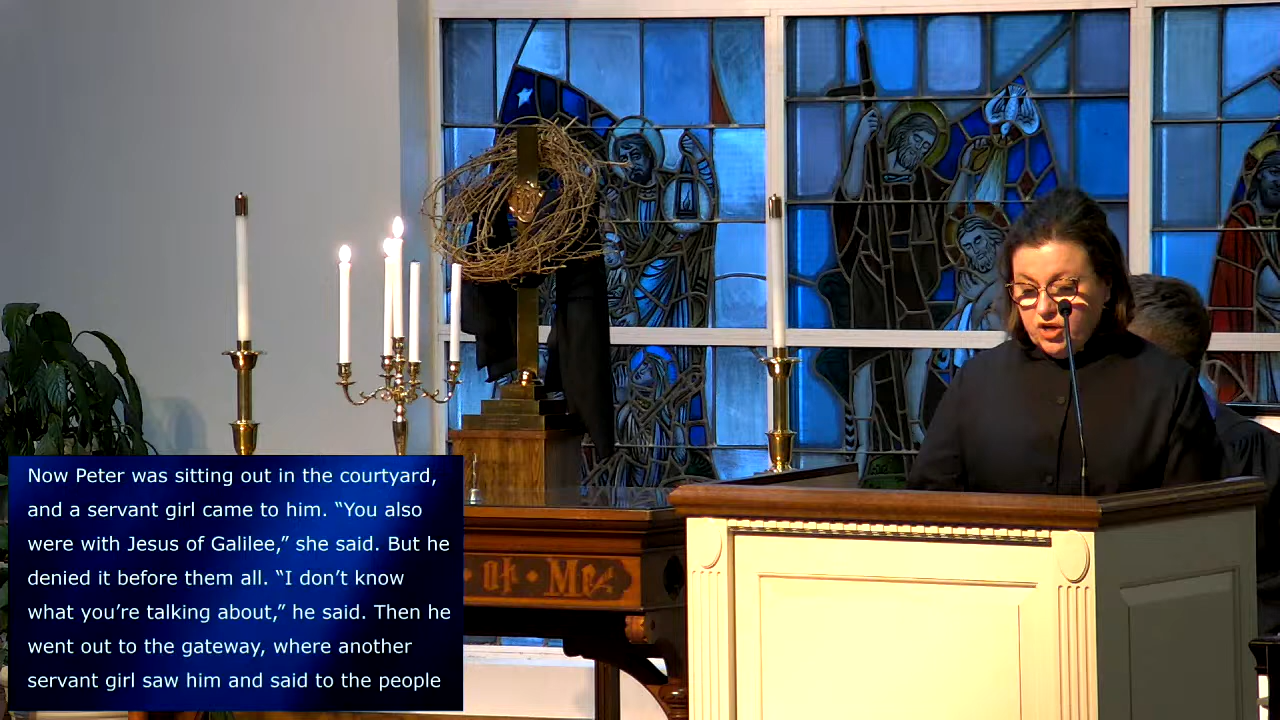 Now Peter was sitting out in the courtyard,
and a servant girl came to him. “You also
were with Jesus of Galilee,” she said. But he
denied it before them all. “I don’t know
what you’re talking about,” he said. Then he
went out to the gateway, where another
servant girl saw him and said to the people
of • Me